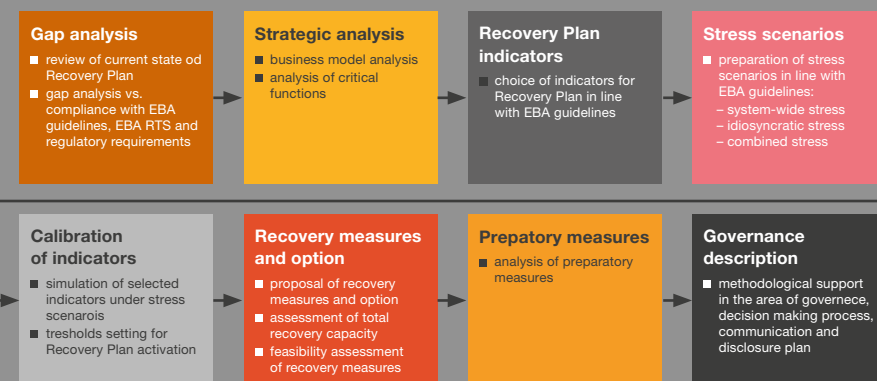 Gap analysis
review of current state od
Recovery Plan
gap analysis vs.
compliance with EBA
guidelines, EBA RTS and
regulatory requirements
Strategic analysis
business model analysis
analysis of critical
functions
Recovery Plan
indicators
choice of indicators for
Recovery Plan in line
with EBA guidelines
Stress scenarios
preparation of stress
scenarios in line with
EBA guidelines:
– system-wide stress
– idiosyncratic stress
– combined stress
Calibration
of indicators
simulation of selected
indicators under stress
scenarois
tresholds setting for
Recovery Plan activation
Recovery measures
and option
proposal of recovery
measures and option
assessment of total
recovery capacity
feasibility assessment
of recovery measures
Prepatory measures
analysis of preparatory
measures
Governance
description
methodological support
in the area of governece,
decision making process,
communication and
disclosure plan